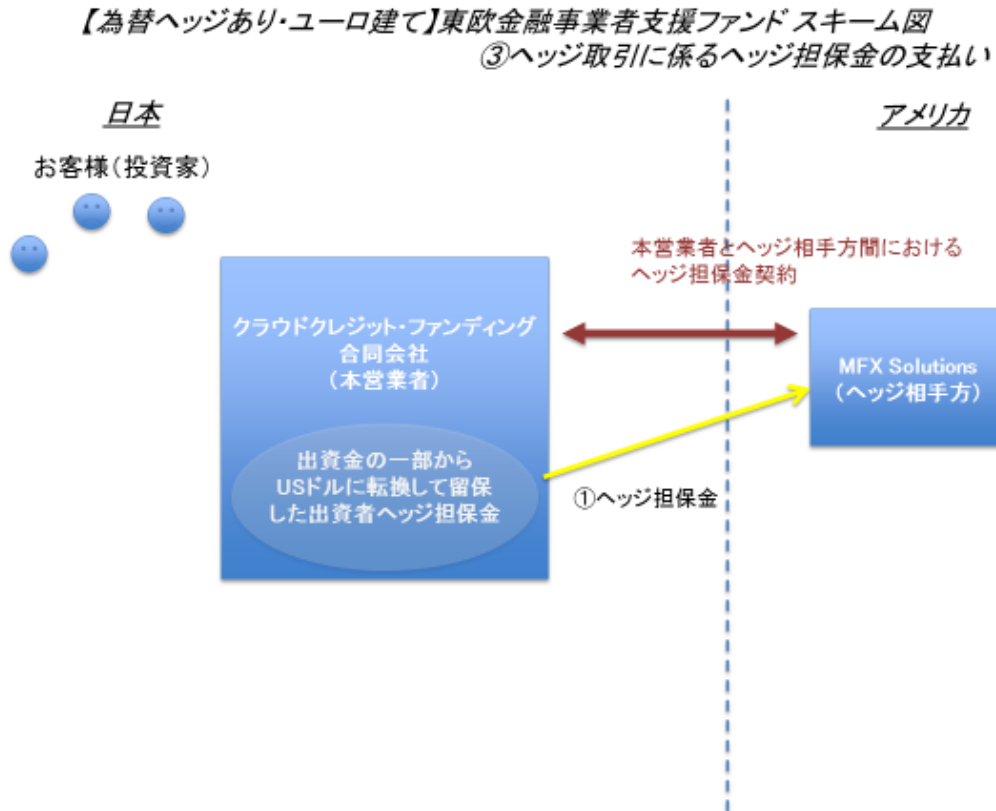 【為替ヘッジあり・ユーロ建て】東欧金融事業者支援ファンド スキーム図
③ヘッジ取引に係るヘッジ担保金の支払い
日本
アメリカ
お客様（投資家）
本営業者とヘッジ相手方間における
ヘッジ担保金契約
クラウドクレジット・ファンディング
合同会社
（本営業者）
MFX Solutions
（ヘッジ相手方）
出資金の一部から
USドルに転換して留保
した出資者ヘッジ担保金
①ヘッジ担保金